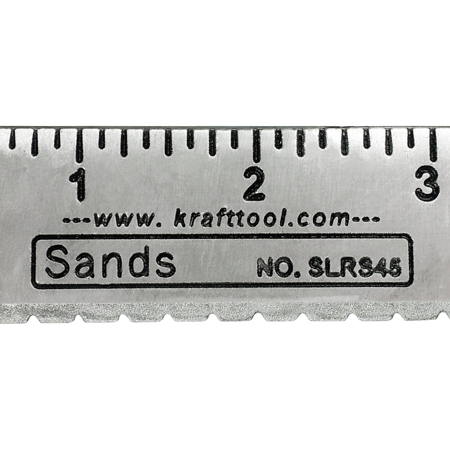 1 2 3
---www. krafttool.com---
Sands NO. SLRS45